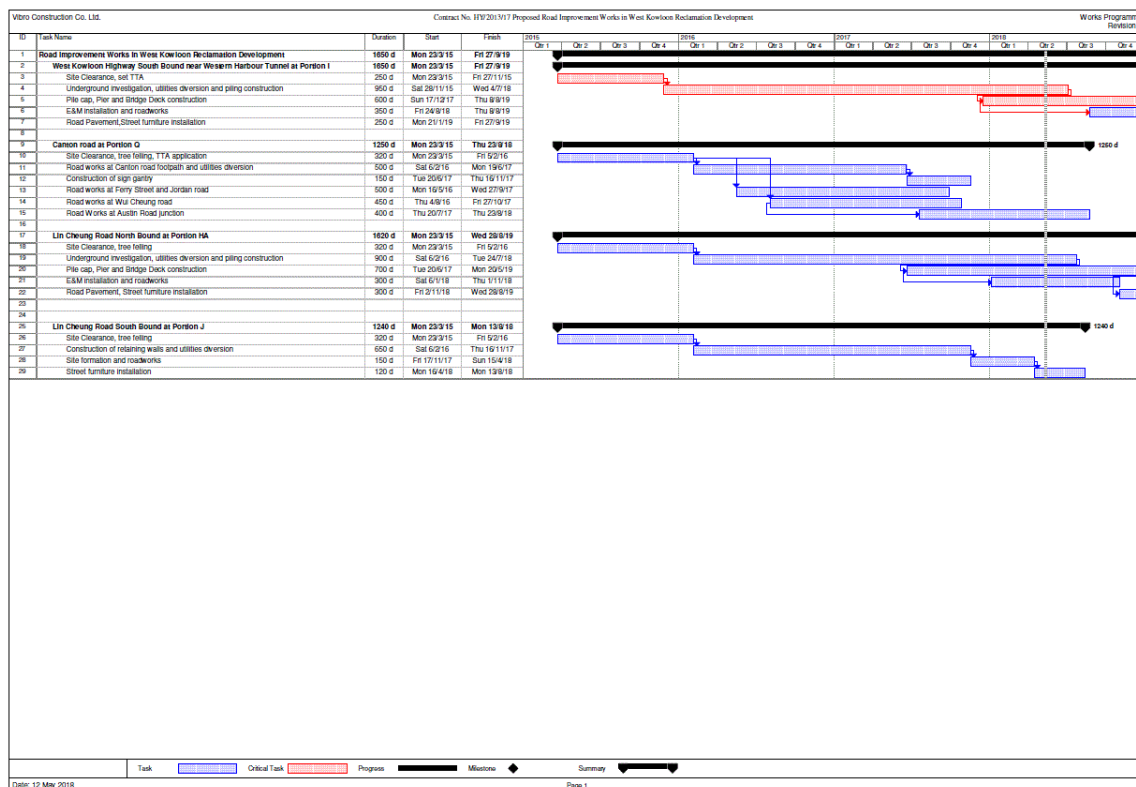 Vibro Construction Co. Ltd. Contract No. HY/2013/17 Proposed Road Improvement Works in West Kowloon Reclamation Development Works Programm
Revision
ID Task Name Duration Start Finish 2015 2016 2017 2018
Qtr 1 Qtr 2 Qtr 3 Qtr 4 Qtr 1 Qtr 2 Qtr 3 Qtr 4 Qtr 1 Qtr 2 Qtr 3 Qtr 4 Qtr 1 Qtr 2 Qtr 3 Qtr 4
1 Road Improvement Works in West Kowloon Reclamation Development 1650 d Mon 23/3/15 Fri 27/9/19
2 West Kowloon Highway South Bound near Western Harbour Tunnel at Portion I 1650 d Mon 23/3/15 Fri 27/9/19
3 Site Clearance, set TTA 250 d Mon 23/3/15 Fri 27/11/15
4 Underground investigation, utilities diversion and piling construction 950 d Sat 28/11/15 Wed 4/7/18
5 Pile cap, Pier and Bridge Deck construction 600 d Sun 17/12/17 Thu 8/8/19
6 E&M installation and roadworks 350 d Fri 24/8/18 Thu 8/8/19
7 Road Pavement,Street furniture installation 250 d Mon 21/1/19 Fri 27/9/19
8
9 Canton road at Portion Q 1250 d Mon 23/3/15 Thu 23/8/18 1250 d
10 Site Clearance, tree felling, TTA application 320 d Mon 23/3/15 Fri 5/2/16
11 Road works at Canton road footpath and utilities diversion 500 d Sat 6/2/16 Mon 19/6/17
12 Construction of sign gantry 150 d Tue 20/6/17 Thu 16/11/17
13 Road works at Ferry Street and Jordan road 500 d Mon 16/5/16 Wed 27/9/17
14 Road works at Wui Cheung road 450 d Thu 4/8/16 Fri 27/10/17
15 Road Works at Austin Road junction 400 d Thu 20/7/17 Thu 23/8/18
16
17 Lin Cheung Road North Bound at Portion HA 1620 d Mon 23/3/15 Wed 28/8/19
18 Site Clearance, tree felling 320 d Mon 23/3/15 Fri 5/2/16
19 Underground investigation, utilities diversion and piling construction 900 d Sat 6/2/16 Tue 24/7/18
20 Pile cap, Pier and Bridge Deck construction 700 d Tue 20/6/17 Mon 20/5/19
21 E&M installation and roadworks 300 d Sat 6/1/18 Thu 1/11/18
22 Road Pavement, Street furniture installation 300 d Fri 2/11/18 Wed 28/8/19
23
24
25 Lin Cheung Road South Bound at Portion J 1240 d Mon 23/3/15 Mon 13/8/18 1240 d
26 Site Clearance, tree felling 320 d Mon 23/3/15 Fri 5/2/16
27 Construction of retaining walls and utilities diversion 650 d Sat 6/2/16 Thu 16/11/17
28 Site formation and roadworks 150 d Fri 17/11/17 Sun 15/4/18
29 Street furniture installation 120 d Mon 16/4/18 Mon 13/8/18
Task Critical Task Progress Milestone Summary
Date: 12 May 2018 Page 1